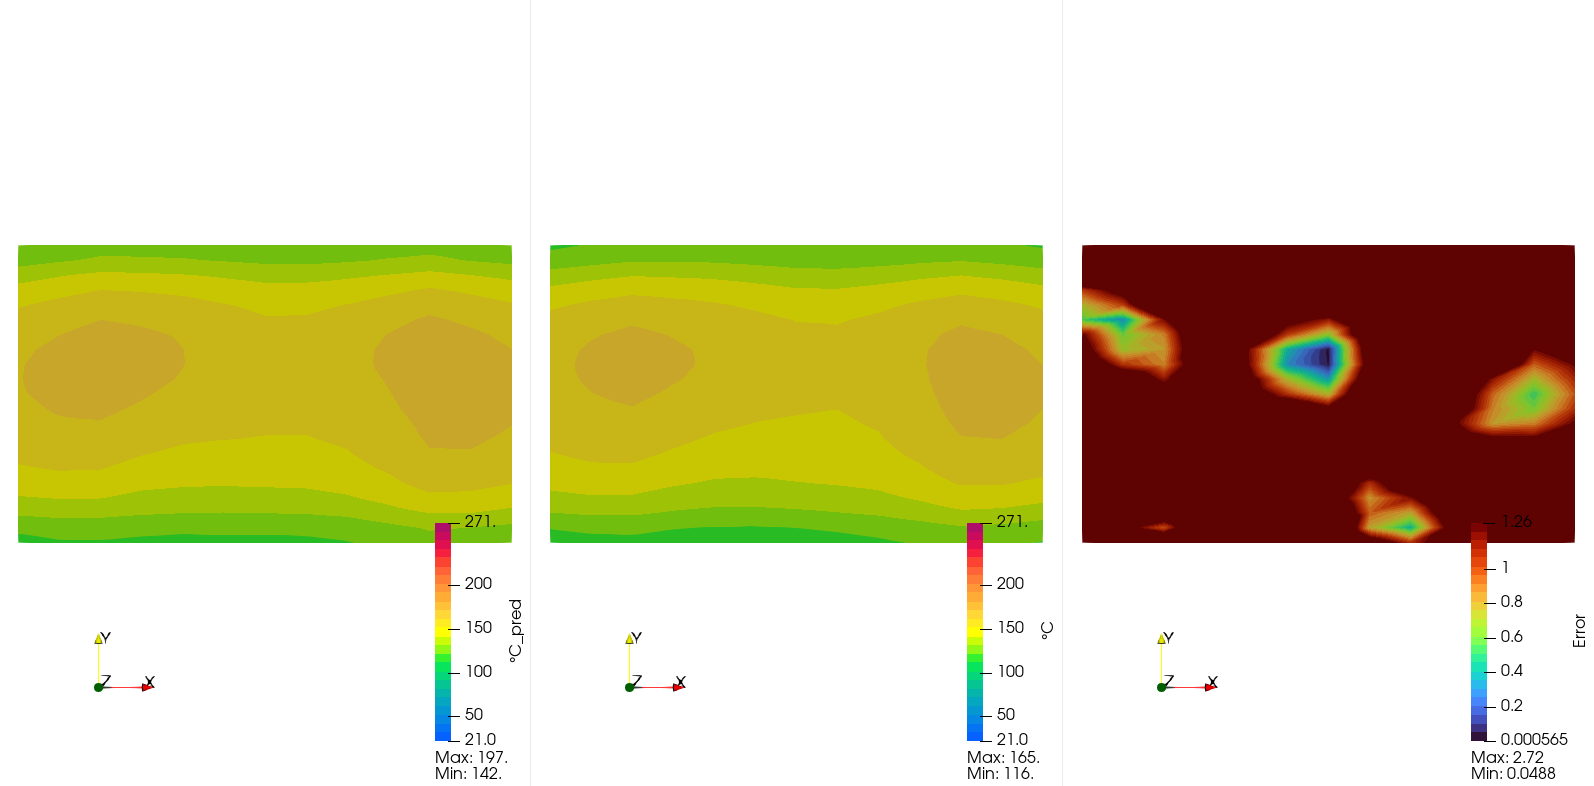 271.
200
150
100
50
21.0
°C_pred
Max: 197.
Min: 142.
Y
Z
X
271.
200
150
100
50
21.0
°C
Max: 165.
Min: 116.
Y
Z
X
1.26
1
0.8
0.6
0.4
0.2
0.000565
Error
Max: 2.72
Min: 0.0488
Y
Z
X